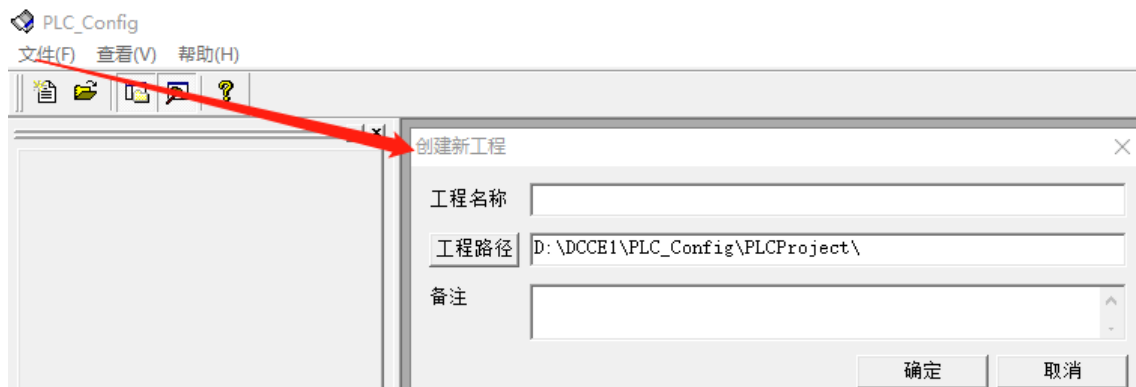 PLC_Config
文件(F) 查看(V) 帮助(H)
创建新工程
工程名称
工程路径 D:\DCCE1\PLC_Config\PLCProject\
备注
确定 取消